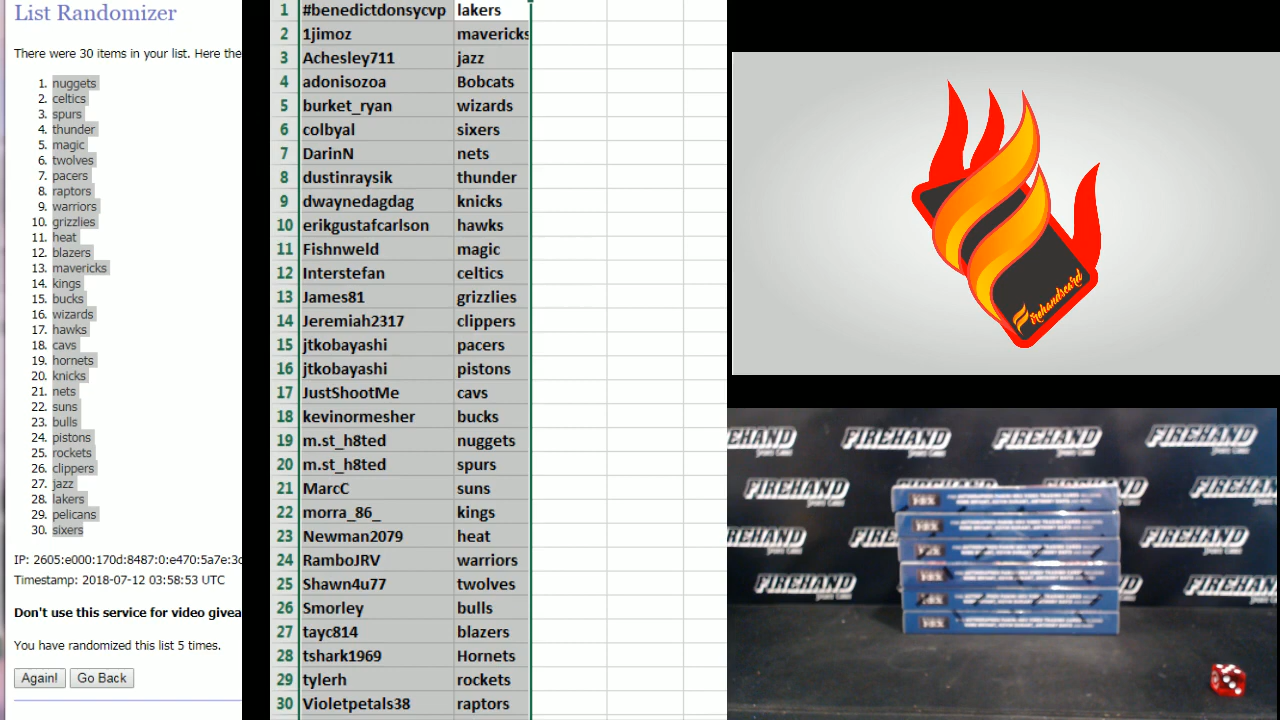 List Randomizer
There were 30 items in your list. Here the
1. nuggets
2. celtics
3. spurs
4. thunder
5. magic
6. twolves
7. pacers
8. raptors
9. warriors
10. grizzlies
11. heat
12. blazers
13. mavericks
14. kings
15. bucks
16. wizards
17. hawks
18. cavs
19. hornets
20. knicks
21. nets
22. suns
23. bulls
24. pistons
25. rockets
26. clippers
27. jazz
28. lakers
29. pelicans
30. sixers
IP: 2605:e000:170d:8487:0:e470:5a7e:3c
Timestamp: 2018-07-12 03:58:53 UTC
Don't use this service for video givea
You have randomized this list 5 times.
Again! Go Back
1 #benedictdonsycvp lakers
2 1jimoz mavericks
3 Achesley711 jazz
4 adonisozoa Bobcats
5 burket_ryan wizards
6 colbyal sixers
7 DarinN nets
8 dustinraysik thunder
9 dwaynedagdag knicks
10 erikgustafcarlson hawks
11 Fishnweld magic
12 Interstefan celtics
13 James81 grizzlies
14 Jeremiah2317 clippers
15 jtkobayashi pacers
16 jtkobayashi pistons
17 JustShootMe cavs
18 kevinormesher bucks
19 m.st_h8ted nuggets
20 m.st_h8ted spurs
21 MarcC suns
22 morra_86_ kings
23 Newman2079 heat
24 RamboJRV warriors
25 Shawn4u77 twolves
26 Smorley bulls
27 tayc814 blazers
28 tshark1969 Hornets
29 tylerh rockets
30 Violetpetals38 raptors
Firehandscard
FIREHAND FIREHAND FIREHAND FIREHAND
FIREHAND FIREHAND
FIREHAND FIREHAND
FIREHAND FIREHAND